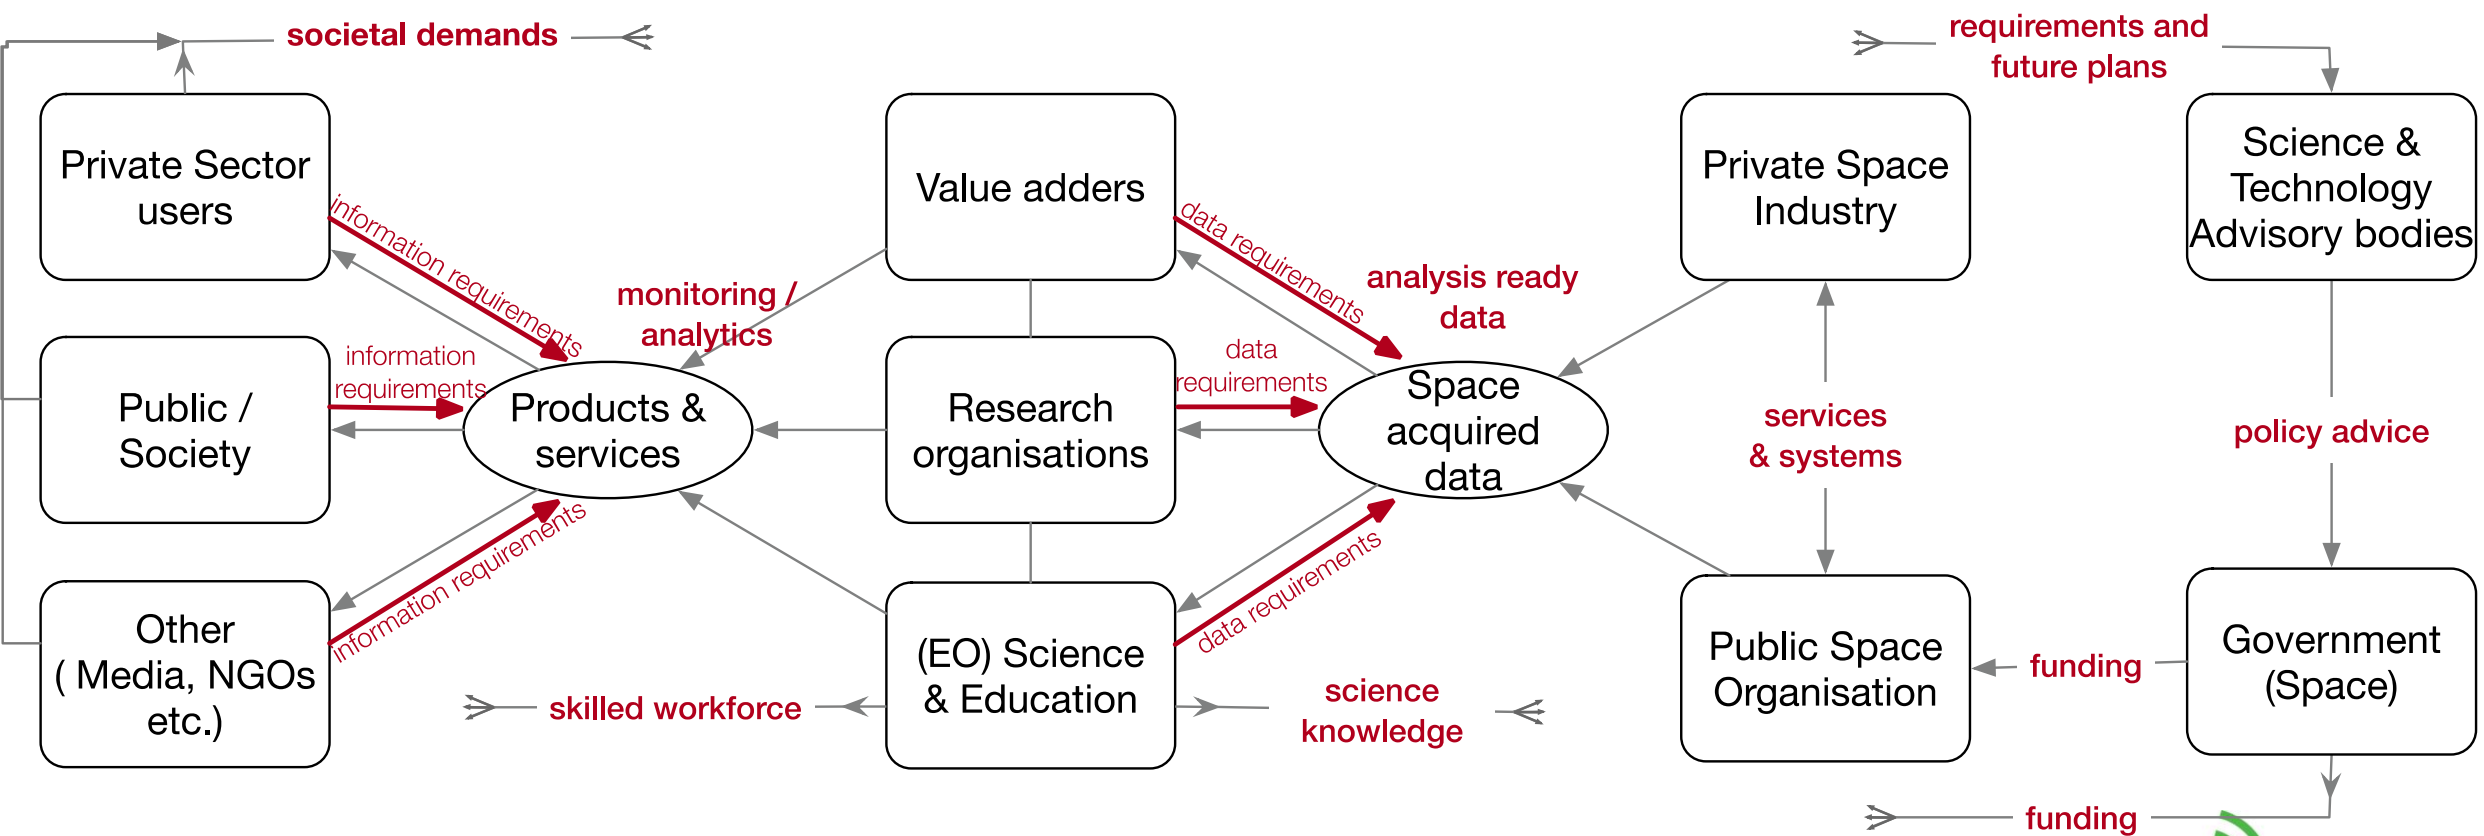 societal demands
requirements and
future plans
Private Sector
users
Value adders
Private Space
Industry
Science &
Technology
Advisory bodies
information requirements
monitoring /
analytics
data requirements
analysis ready
data
information
requirements
data
requirements
Public /
Society
Products &
services
Research
organisations
Space
acquired
data
services
& systems
policy advice
information requirements
data requirements
Other
( Media, NGOs
etc.)
(EO) Science
& Education
Public Space
Organisation
Government
(Space)
skilled workforce
science
knowledge
funding
funding